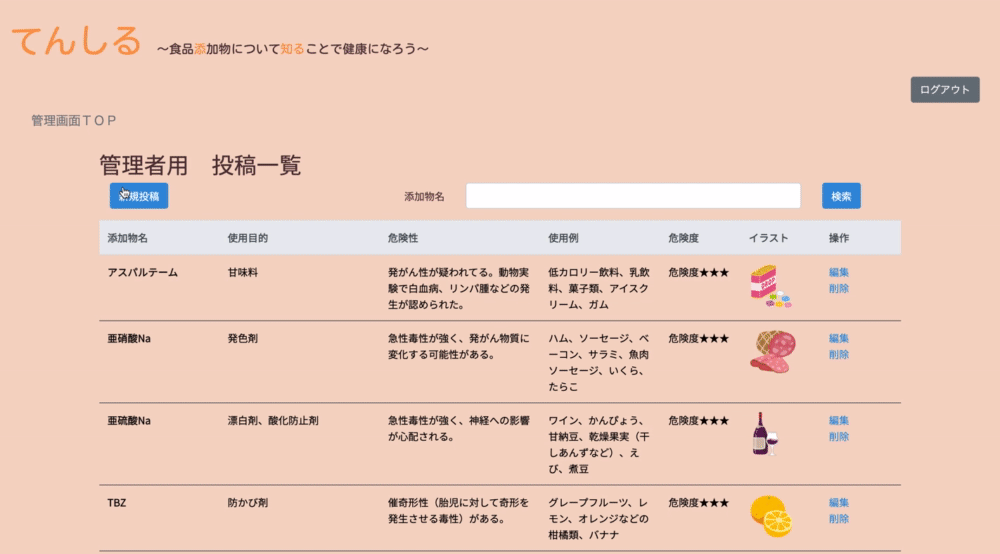 てんしる ～食品添加物について知ることで健康になろう～
ログアウト
管理画面ＴＯＰ
管理者用　投稿一覧
規投稿 添加物名 検索
添加物名 使用目的 危険性 使用例 危険度 イラスト 操作
アスパルテーム 甘味料 発がん性が疑われてる。動物実 低カロリー飲料、乳飲 危険度★★★ 編集
験で白血病、リンパ腫などの発 料、菓子類、アイスク 削除
生が認められた。 リーム、ガム
DROP
亜硝酸Na 発色剤 急性毒性が強く、発がん物質に ハム、ソーセージ、ベ 危険度★★★ 編集
変化する可能性がある。 ーコン、サラミ、魚肉 削除
ソーセージ、いくら、
たらこ
亜硫酸Na 漂白剤、酸化防止剤 急性毒性が強く、神経への影響 ワイン、かんぴょう、 危険度★★★ 編集
が心配される。 甘納豆、乾燥果実（干 削除
しあんずなど）、え
び、煮豆
TBZ 防かび剤 催奇形性（胎児に対して奇形を グレープフルーツ、レ 危険度★★★ 編集
発生させる毒性）がある。 モン、オレンジなどの 削除
柑橘類、バナナ